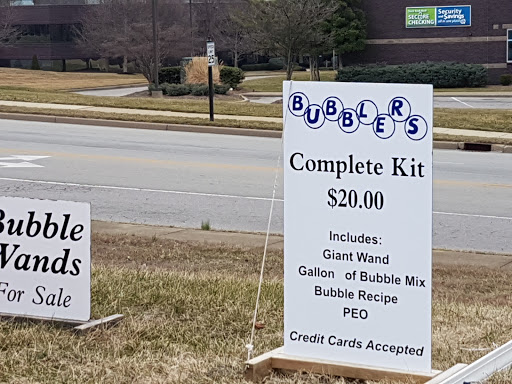 BUBBLERS
Complete Kit
$20.00
Includes:
Giant Wand
Gallon of Bubble Mix
Bubble Recipe
PEO
Credit Cards Accepted
Bubble
Wands
For Sale
SECURE
CHECKING
Security
and Savings
25